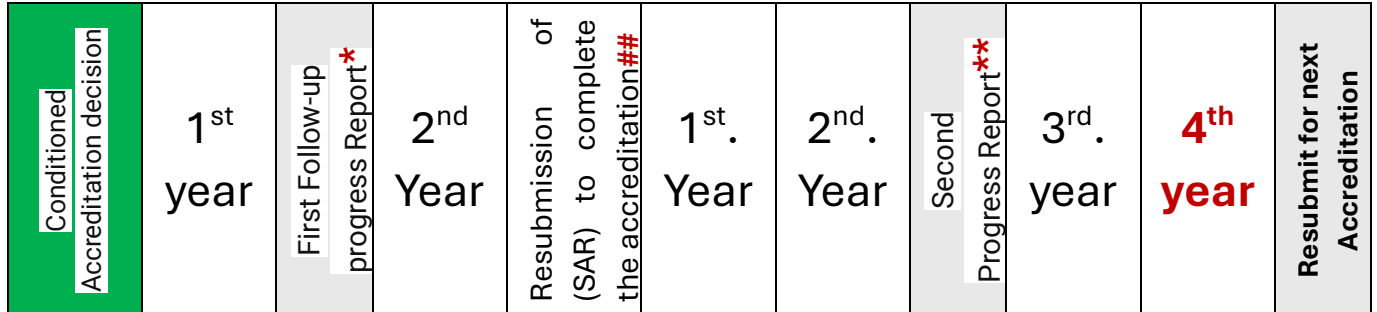 Conditioned
Accreditation decision
1st
year
First Follow-up
progress Report*
2nd
Year
Resubmission of
(SAR) to complete
the accreditation##
1st.
Year
2nd.
Year
Second
Progress Report**
3rd.
year
4th
year
Resubmit for next
Accreditation